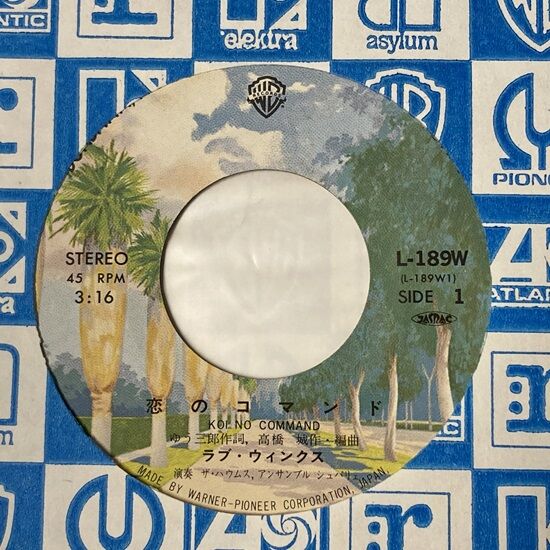 ANTIC
elektra
asylum
PION
ATLAN
STEREO
45 RPM
3:16
L-189W
(L-189W1)
SIDE 1
JASRAC
恋のコマンド
KOI NO COMMAND
ゆう三郎作詞, 高橋 城作・編曲
ラブ・ウィンクス
演奏 ザ・ハウムス, アンサンブル
MADE BY WARNER-PIONEER CORPORATION, JAPAN.